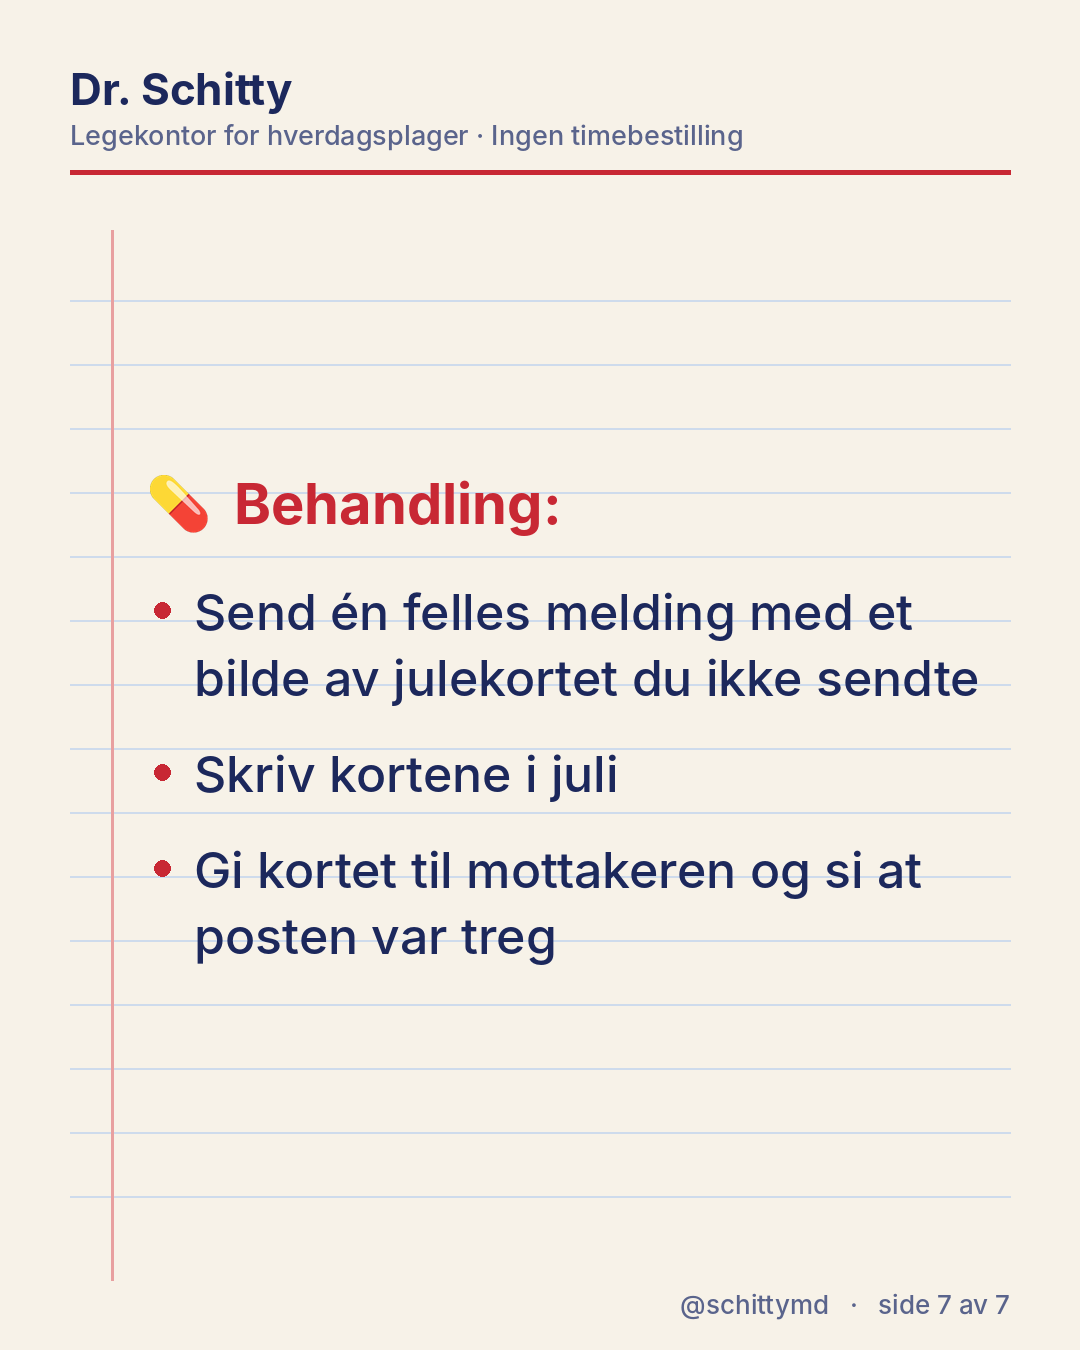 Dr. Schitty
Legekontor for hverdagsplager · Ingen timebestilling
💊 Behandling:
• Send én felles melding med et
bilde av julekortet du ikke sendte
• Skriv kortene i juli
• Gi kortet til mottakeren og si at
posten var treg
@schittymd · side 7 av 7